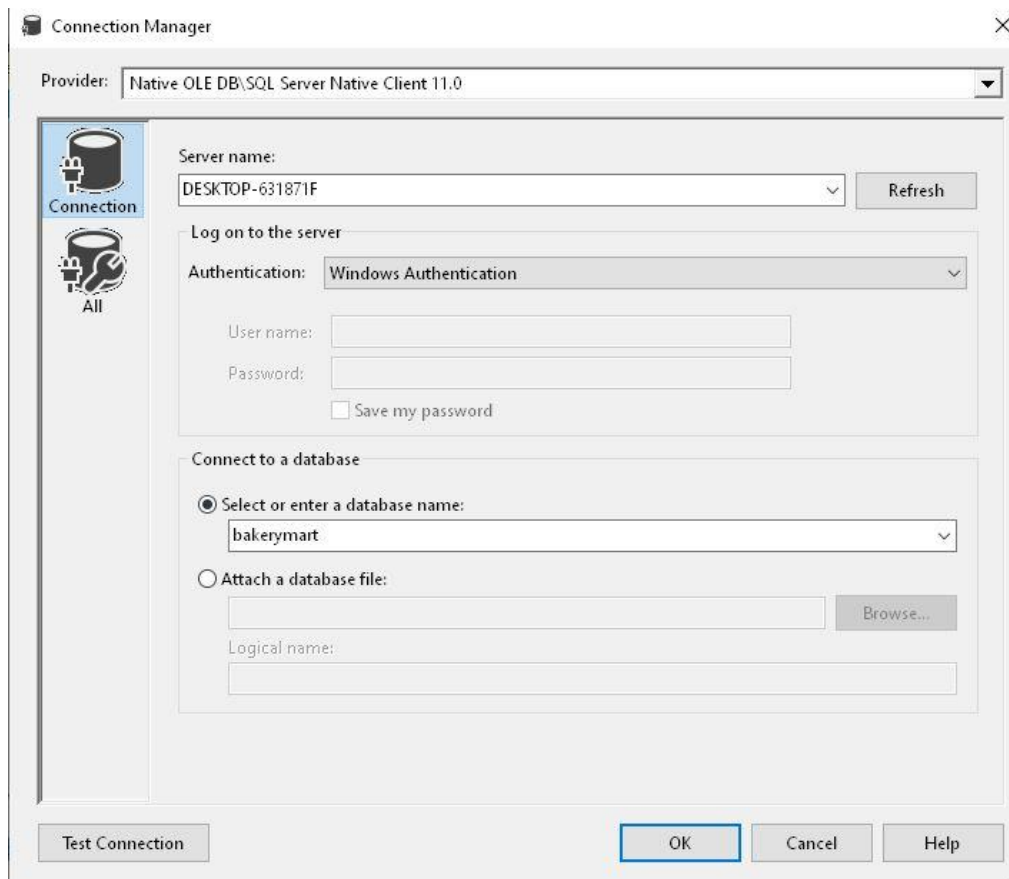 Connection Manager
Provider: Native OLE DB\SQL Server Native Client 11.0
Connection
All
Server name:
DESKTOP-631871F Refresh
Log on to the server
Authentication: Windows Authentication
User name:
Password:
Save my password
Connect to a database
Select or enter a database name:
bakerymart
Attach a database file:
Browse...
Logical name:
Test Connection OK Cancel Help